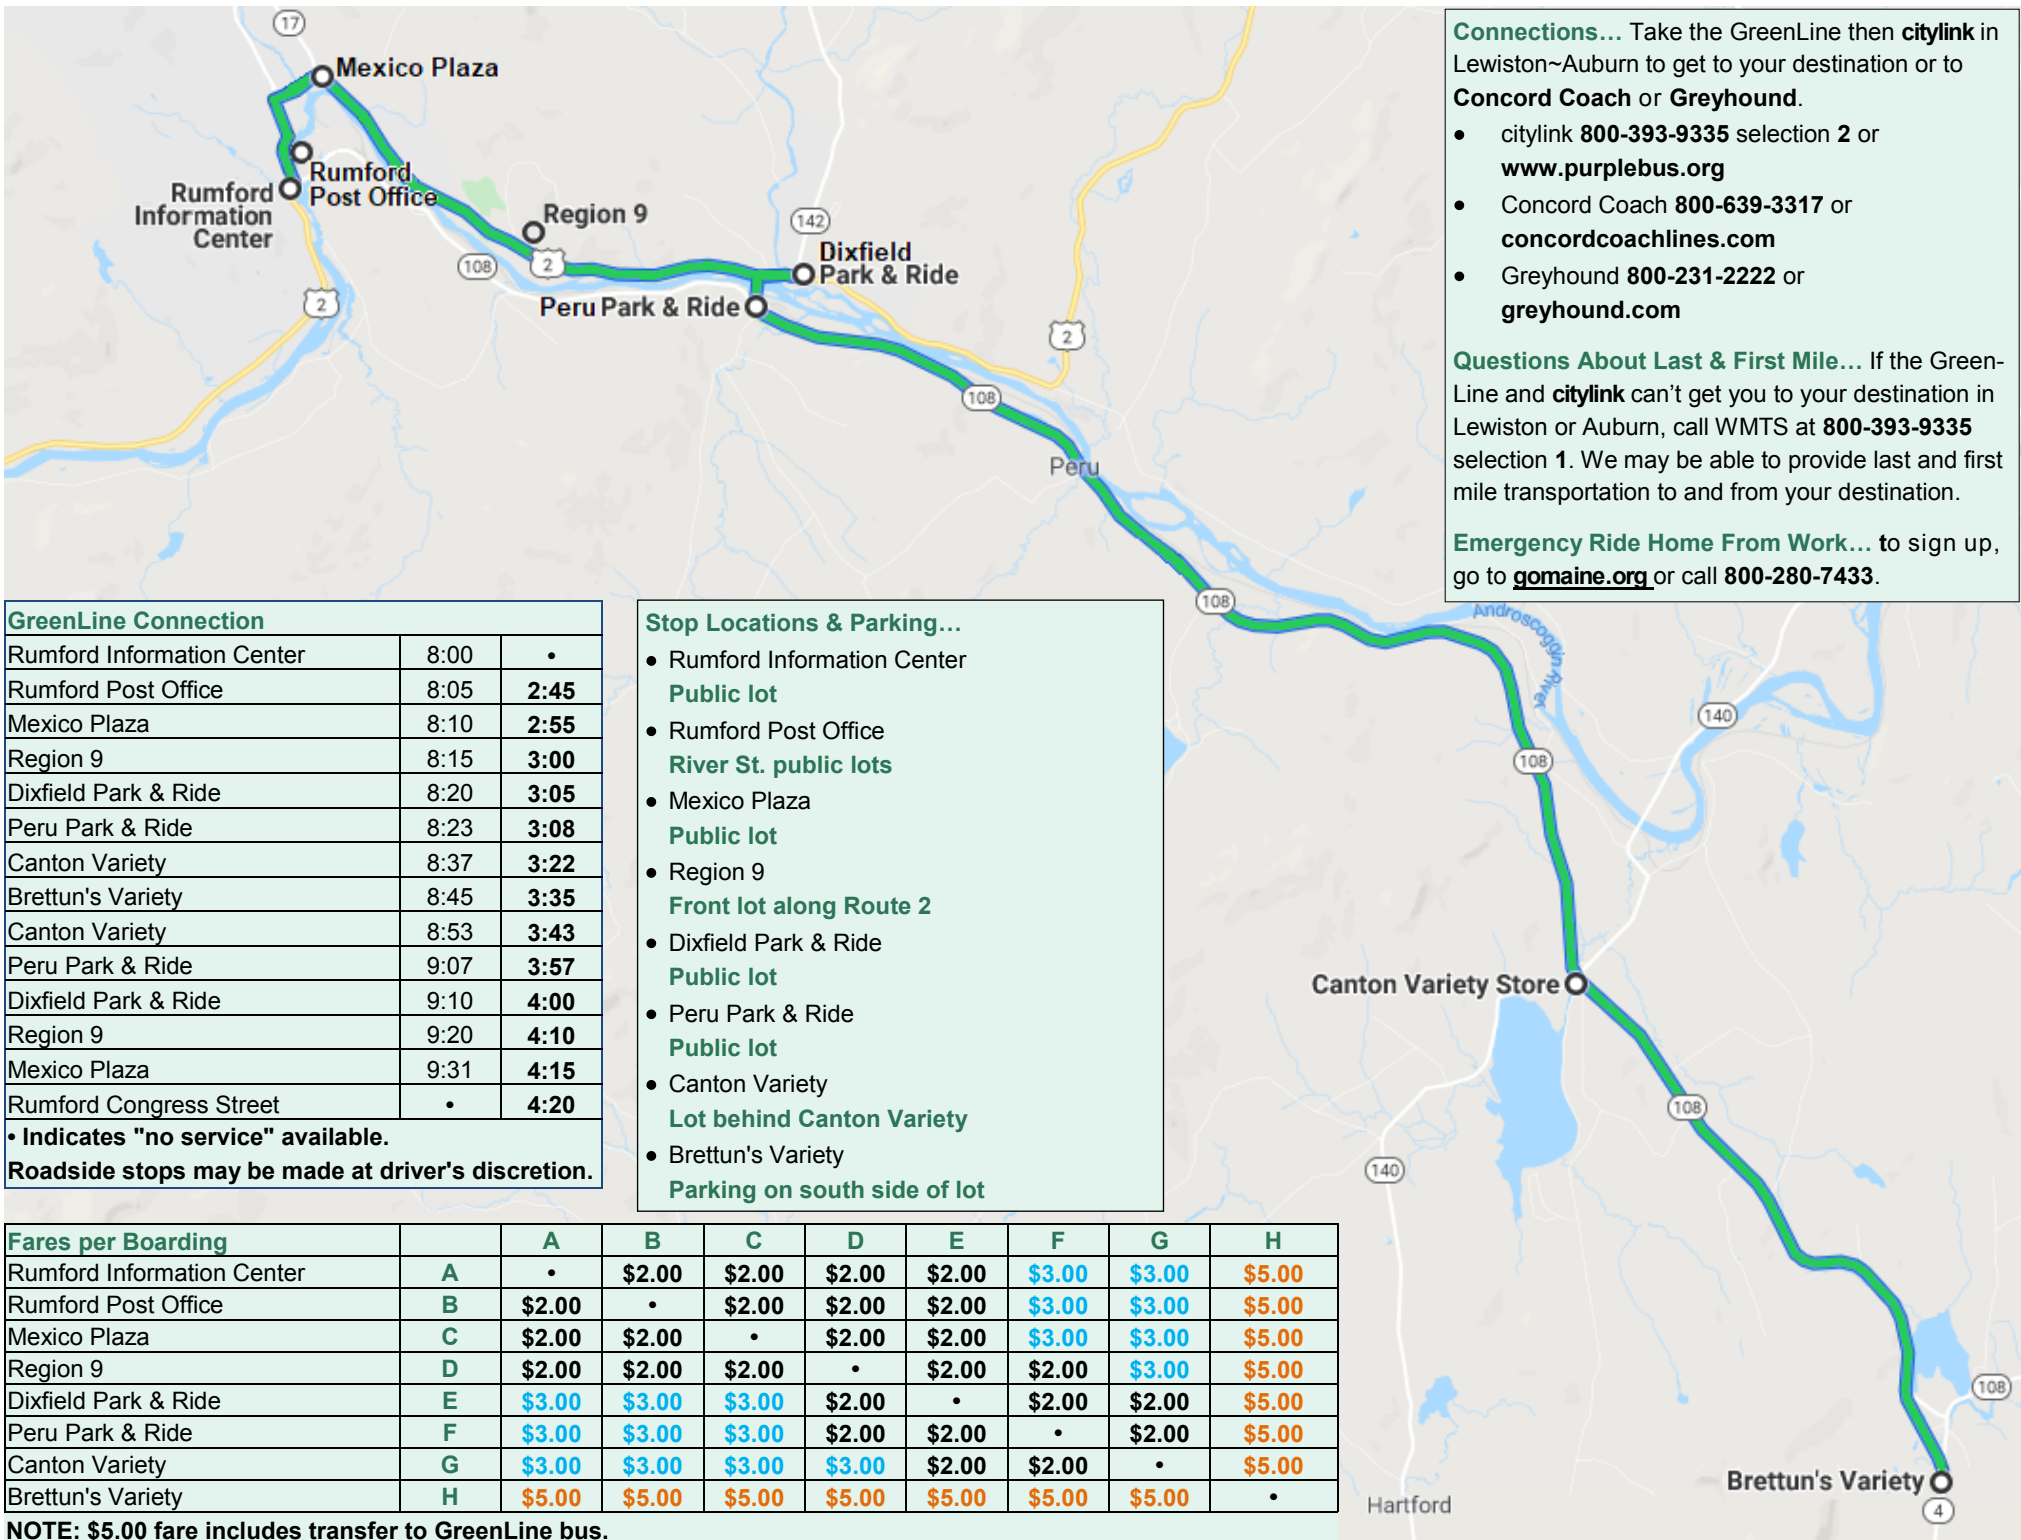 17
Mexico Plaza
Rumford
Post Office
Rumford
Information
Center
Region 9
142
Dixfield
Park & Ride
108
2
Peru Park & Ride
2
2
108
Peru
108
Androscoggin River
140
108
Canton Variety Store
108
140
108
Brettun's Variety
4
Hartford
Connections… Take the GreenLine then citylink in
Lewiston~Auburn to get to your destination or to
Concord Coach or Greyhound.
• citylink 800-393-9335 selection 2 or
www.purplebus.org
• Concord Coach 800-639-3317 or
concordcoachlines.com
• Greyhound 800-231-2222 or
greyhound.com
Questions About Last & First Mile… If the Green-
Line and citylink can’t get you to your destination in
Lewiston or Auburn, call WMTS at 800-393-9335
selection 1. We may be able to provide last and first
mile transportation to and from your destination.
Emergency Ride Home From Work… to sign up,
go to gomaine.org or call 800-280-7433.
GreenLine Connection
Rumford Information Center 8:00 •
Rumford Post Office 8:05 2:45
Mexico Plaza 8:10 2:55
Region 9 8:15 3:00
Dixfield Park & Ride 8:20 3:05
Peru Park & Ride 8:23 3:08
Canton Variety 8:37 3:22
Brettun's Variety 8:45 3:35
Canton Variety 8:53 3:43
Peru Park & Ride 9:07 3:57
Dixfield Park & Ride 9:10 4:00
Region 9 9:20 4:10
Mexico Plaza 9:31 4:15
Rumford Congress Street • 4:20
• Indicates "no service" available.
Roadside stops may be made at driver's discretion.
Stop Locations & Parking…
• Rumford Information Center
Public lot
• Rumford Post Office
River St. public lots
• Mexico Plaza
Public lot
• Region 9
Front lot along Route 2
• Dixfield Park & Ride
Public lot
• Peru Park & Ride
Public lot
• Canton Variety
Lot behind Canton Variety
• Brettun's Variety
Parking on south side of lot
Fares per Boarding A B C D E F G H
Rumford Information Center A • $2.00 $2.00 $2.00 $2.00 $3.00 $3.00 $5.00
Rumford Post Office B $2.00 • $2.00 $2.00 $2.00 $3.00 $3.00 $5.00
Mexico Plaza C $2.00 $2.00 • $2.00 $2.00 $3.00 $3.00 $5.00
Region 9 D $2.00 $2.00 $2.00 • $2.00 $2.00 $3.00 $5.00
Dixfield Park & Ride E $3.00 $3.00 $3.00 $2.00 • $2.00 $2.00 $5.00
Peru Park & Ride F $3.00 $3.00 $3.00 $2.00 $2.00 • $2.00 $5.00
Canton Variety G $3.00 $3.00 $3.00 $3.00 $2.00 $2.00 • $5.00
Brettun's Variety H $5.00 $5.00 $5.00 $5.00 $5.00 $5.00 $5.00 •
NOTE: $5.00 fare includes transfer to GreenLine bus.